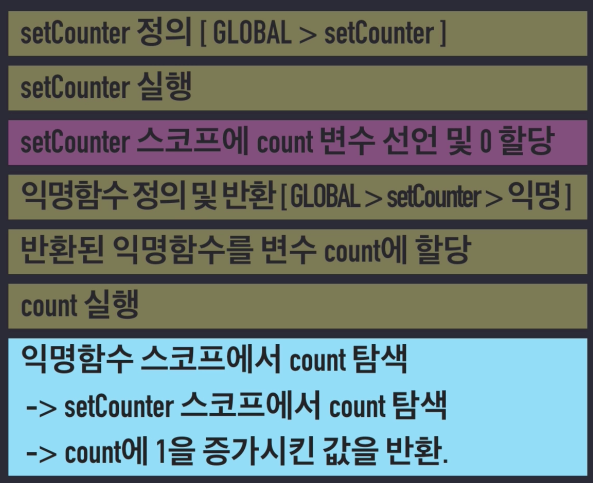 setCounter 정의 [ GLOBAL > setCounter ]
setCounter 실행
setCounter 스코프에 count 변수 선언 및 0 할당
익명함수 정의 및 반환 [ GLOBAL > setCounter > 익명 ]
반환된 익명함수를 변수 count에 할당
count 실행
익명함수 스코프에서 count 탐색
-> setCounter 스코프에서 count 탐색
-> count에 1을 증가시킨 값을 반환.